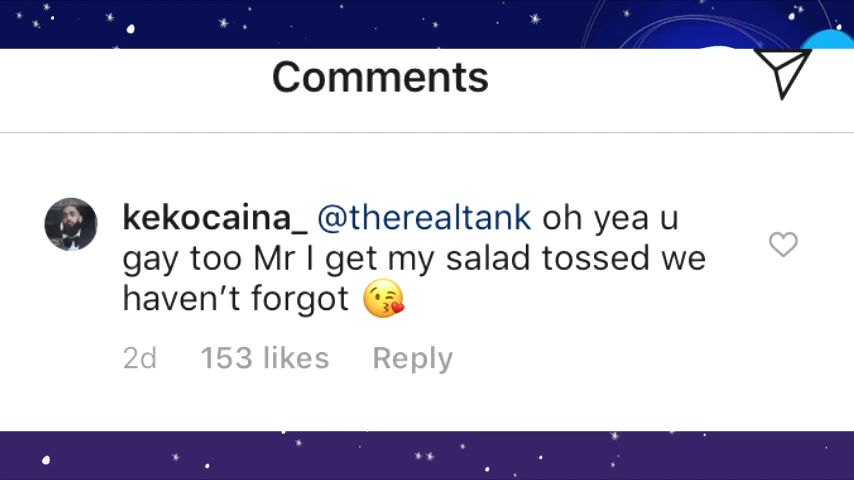 Comments
kekocaina_ @therealtank oh yea u
gay too Mr I get my salad tossed we
haven't forgot 😘
2d 153 likes Reply